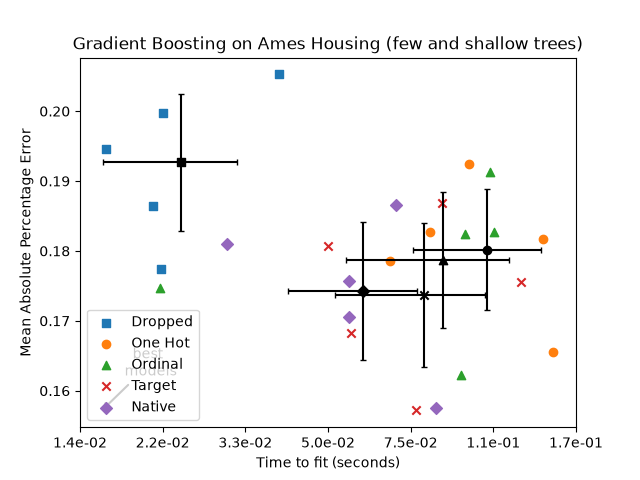 Gradient Boosting on Ames Housing (few and shallow trees)
Mean Absolute Percentage Error
0.20
0.19
0.18
0.17
0.16
best
models
Dropped
One Hot
Ordinal
Target
Native
1.4e-02 2.2e-02 3.3e-02 5.0e-02 7.5e-02 1.1e-01 1.7e-01
Time to fit (seconds)